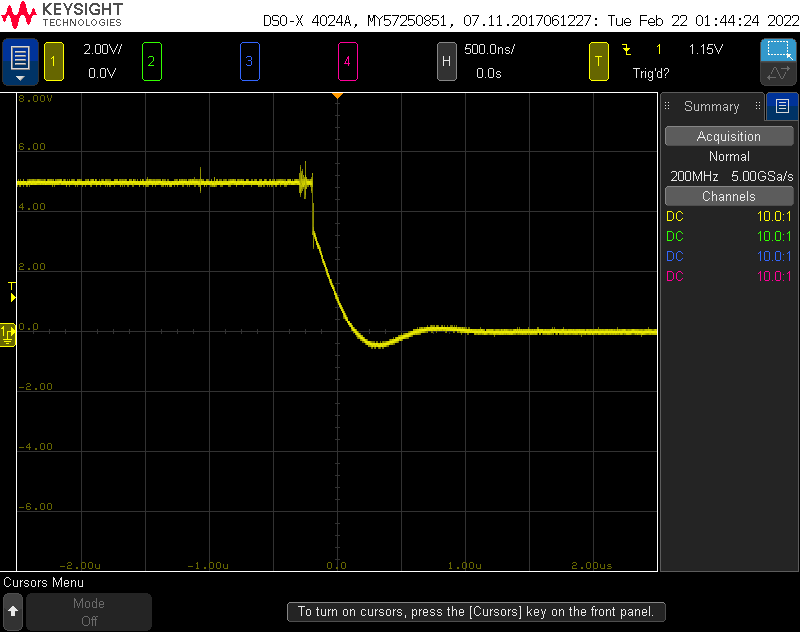 KEYSIGHT
TECHNOLOGIES
DSO-X 4024A, MY57250851, 07.11.2017061227: Tue Feb 22 01:44:24 2022
1 2.00V/ 2 3 4 H 500.0ns/ T 1 1.15V
0.0V 0.0s Trig'd?
8.00V
6.00
4.00
2.00
T
1
0.0
-2.00
-4.00
-6.00
-2.00u -1.00u 0.0 1.00u 2.00us
Summary
Acquisition
Normal
200MHz 5.00GSa/s
Channels
DC 10.0:1
DC 10.0:1
DC 10.0:1
DC 10.0:1
Cursors Menu
Mode
Off
To turn on cursors, press the [Cursors] key on the front panel.